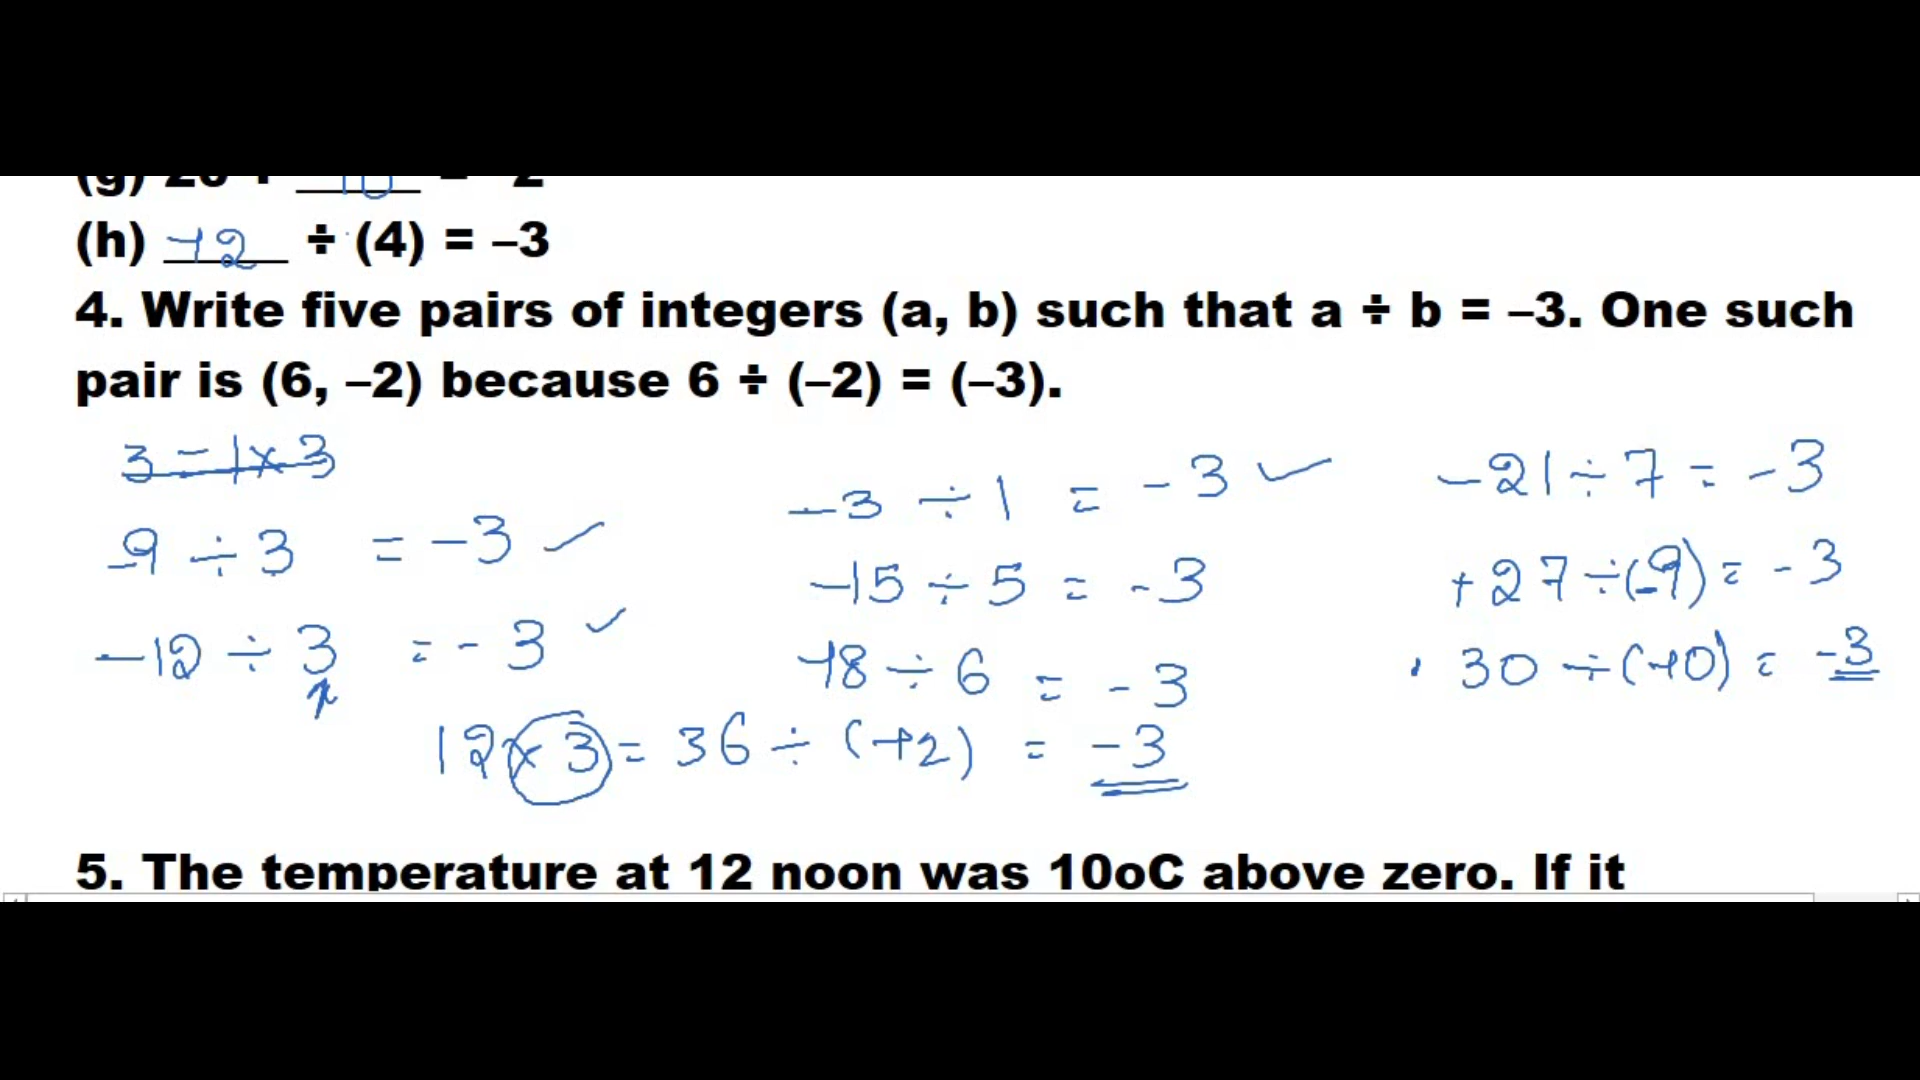 (g) 20 ÷ -10 = -2
(h) -12 ÷ (4) = –3
4. Write five pairs of integers (a, b) such that a ÷ b = –3. One such
pair is (6, –2) because 6 ÷ (–2) = (–3).
3 = 1 x 3
-9 ÷ 3 = -3 ✓
-12 ÷ 3 = -3 ✓
-3 ÷ 1 = -3 ✓
-15 ÷ 5 = -3
-18 ÷ 6 = -3
12 x 3 = 36 ÷ (-12) = -3
-21 ÷ 7 = -3
+27 ÷ (-9) = -3
30 ÷ (-10) = -3
5. The temperature at 12 noon was 10oC above zero. If it